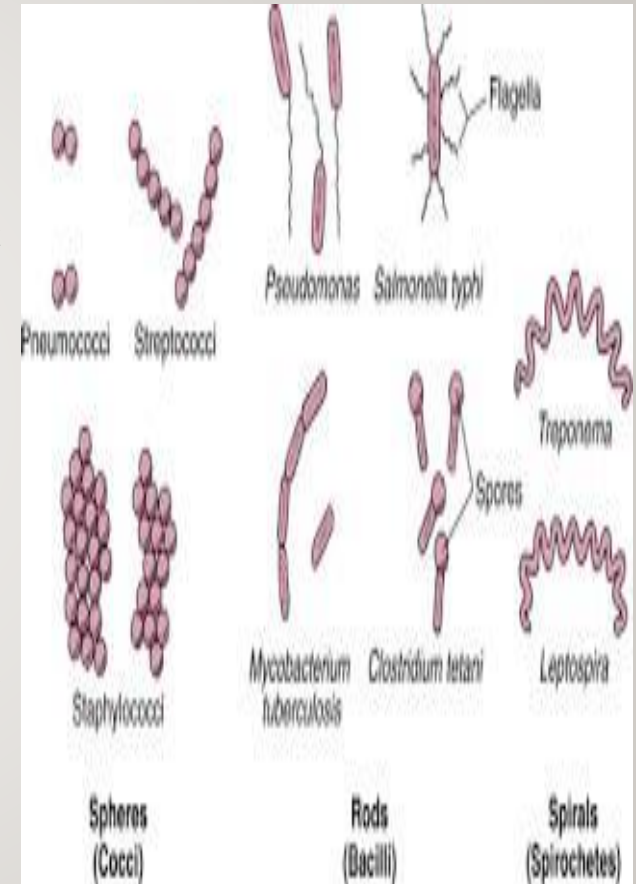 Flagella
Pseudomonas Salmonella typhi
Pneumococci Streptococci
Treponema
Spores
Mycobacterium
tuberculosis
Clostridium tetani
Leptospira
Staphylococci
Spheres
(Cocci)
Rods
(Bacilli)
Spirals
(Spirochetes)